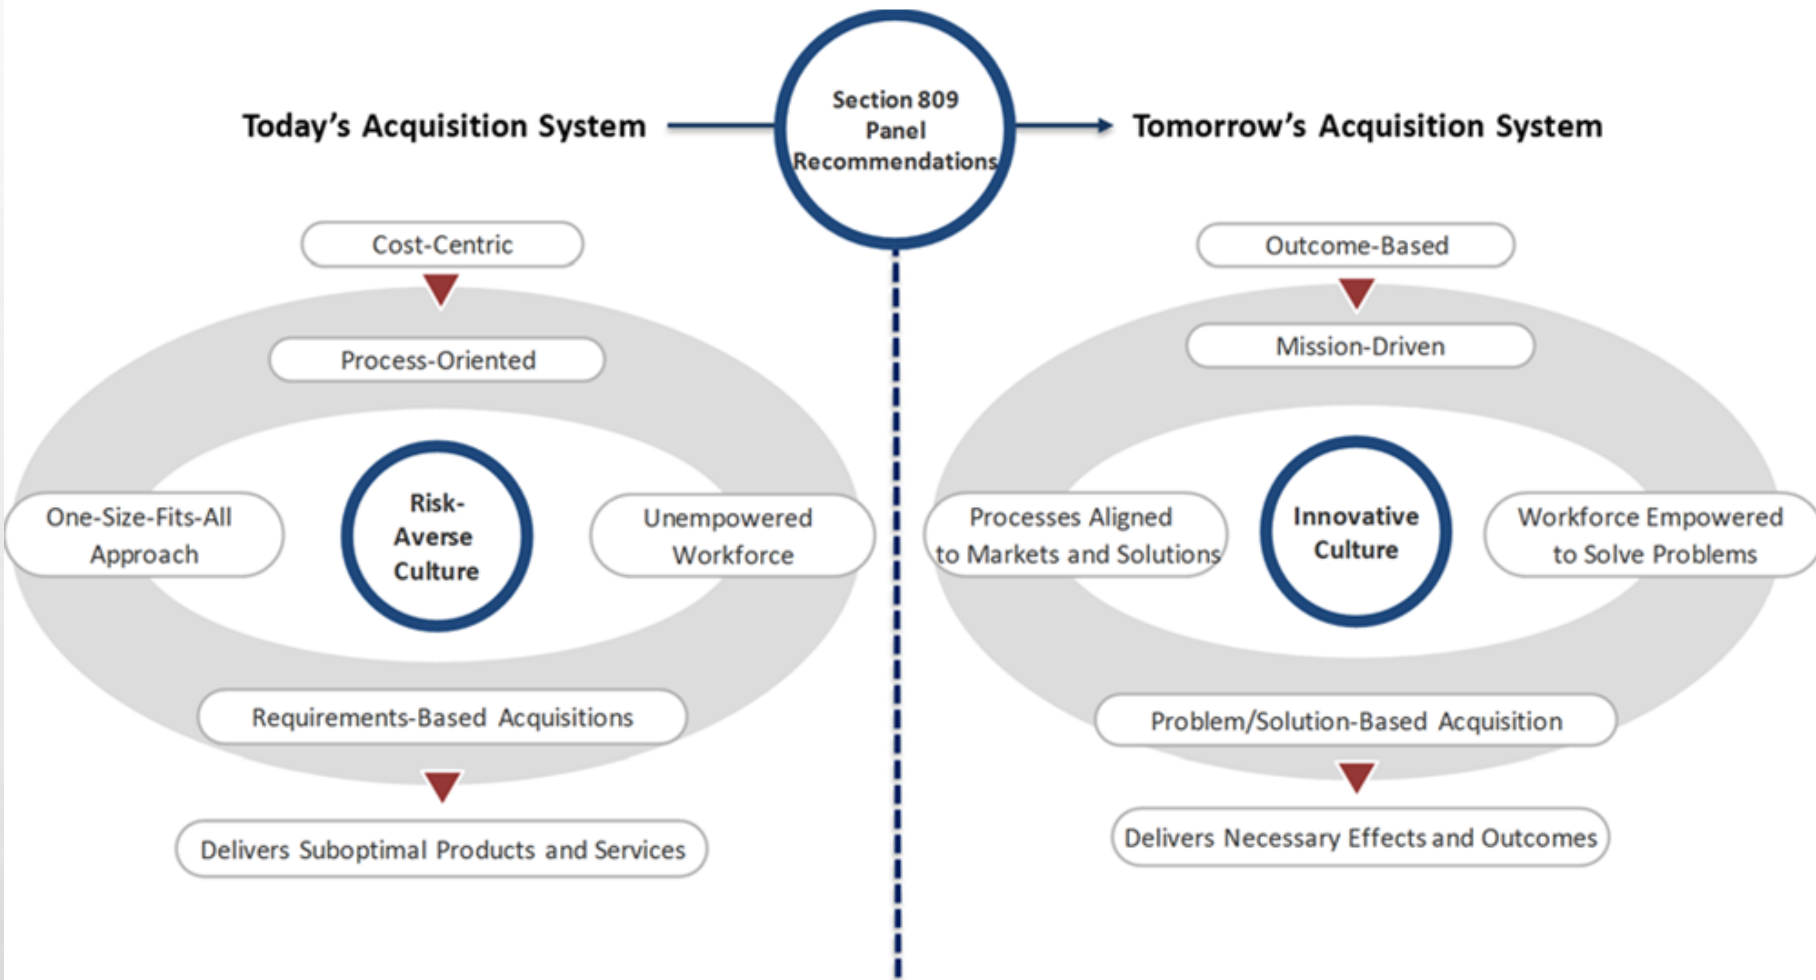 Today's Acquisition System
Section 809
Panel
Recommendations
Tomorrow's Acquisition System
Cost-Centric
Process-Oriented
One-Size-Fits-All
Approach
Risk-
Averse
Culture
Unempowered
Workforce
Requirements-Based Acquisitions
Delivers Suboptimal Products and Services
Outcome-Based
Mission-Driven
Processes Aligned
to Markets and Solutions
Innovative
Culture
Workforce Empowered
to Solve Problems
Problem/Solution-Based Acquisition
Delivers Necessary Effects and Outcomes